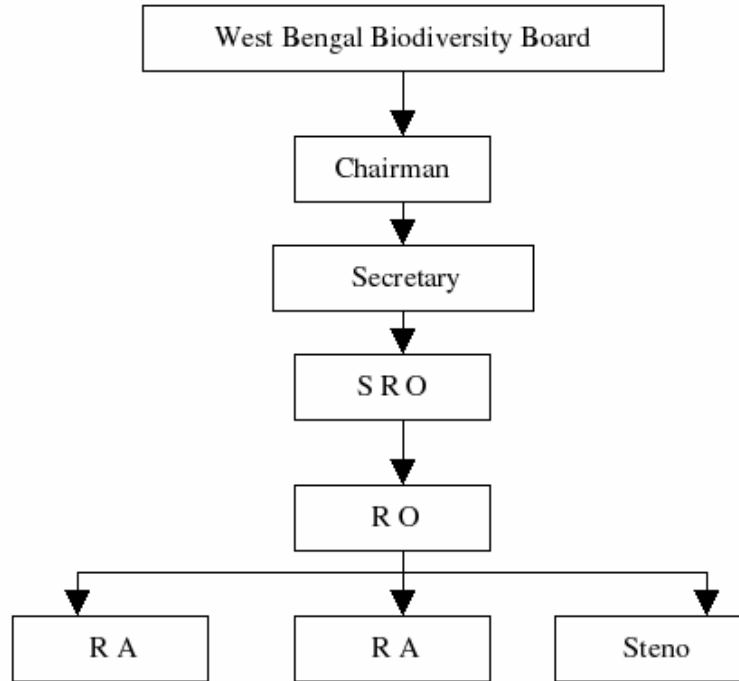 West Bengal Biodiversity Board
Chairman
Secretary
S R O
R O
R A
R A
Steno